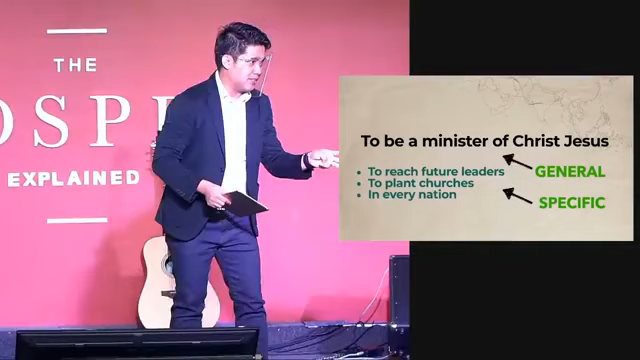 THE
OSPE
EXPLAINED
To be a minister of Christ Jesus
• To reach future leaders
• To plant churches
• In every nation
GENERAL
SPECIFIC